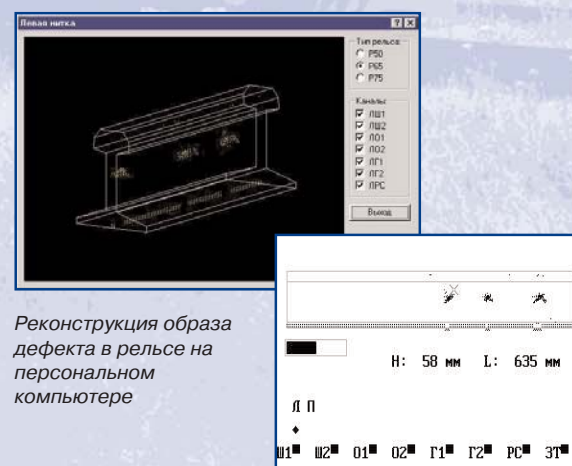 Левая нитка
Тип рельса:
Р50
Р65
Р75
Каналы:
ЛШ1
ЛШ2
ЛО1
ЛО2
ЛГ1
ЛГ2
ЛРС
Выход
Реконструкция образа
дефекта в рельсе на
персональном
компьютере
H: 58 мм L: 635 мм
Л П
Ш1 Ш2 О1 О2 Г1 Г2 РС ЗТ